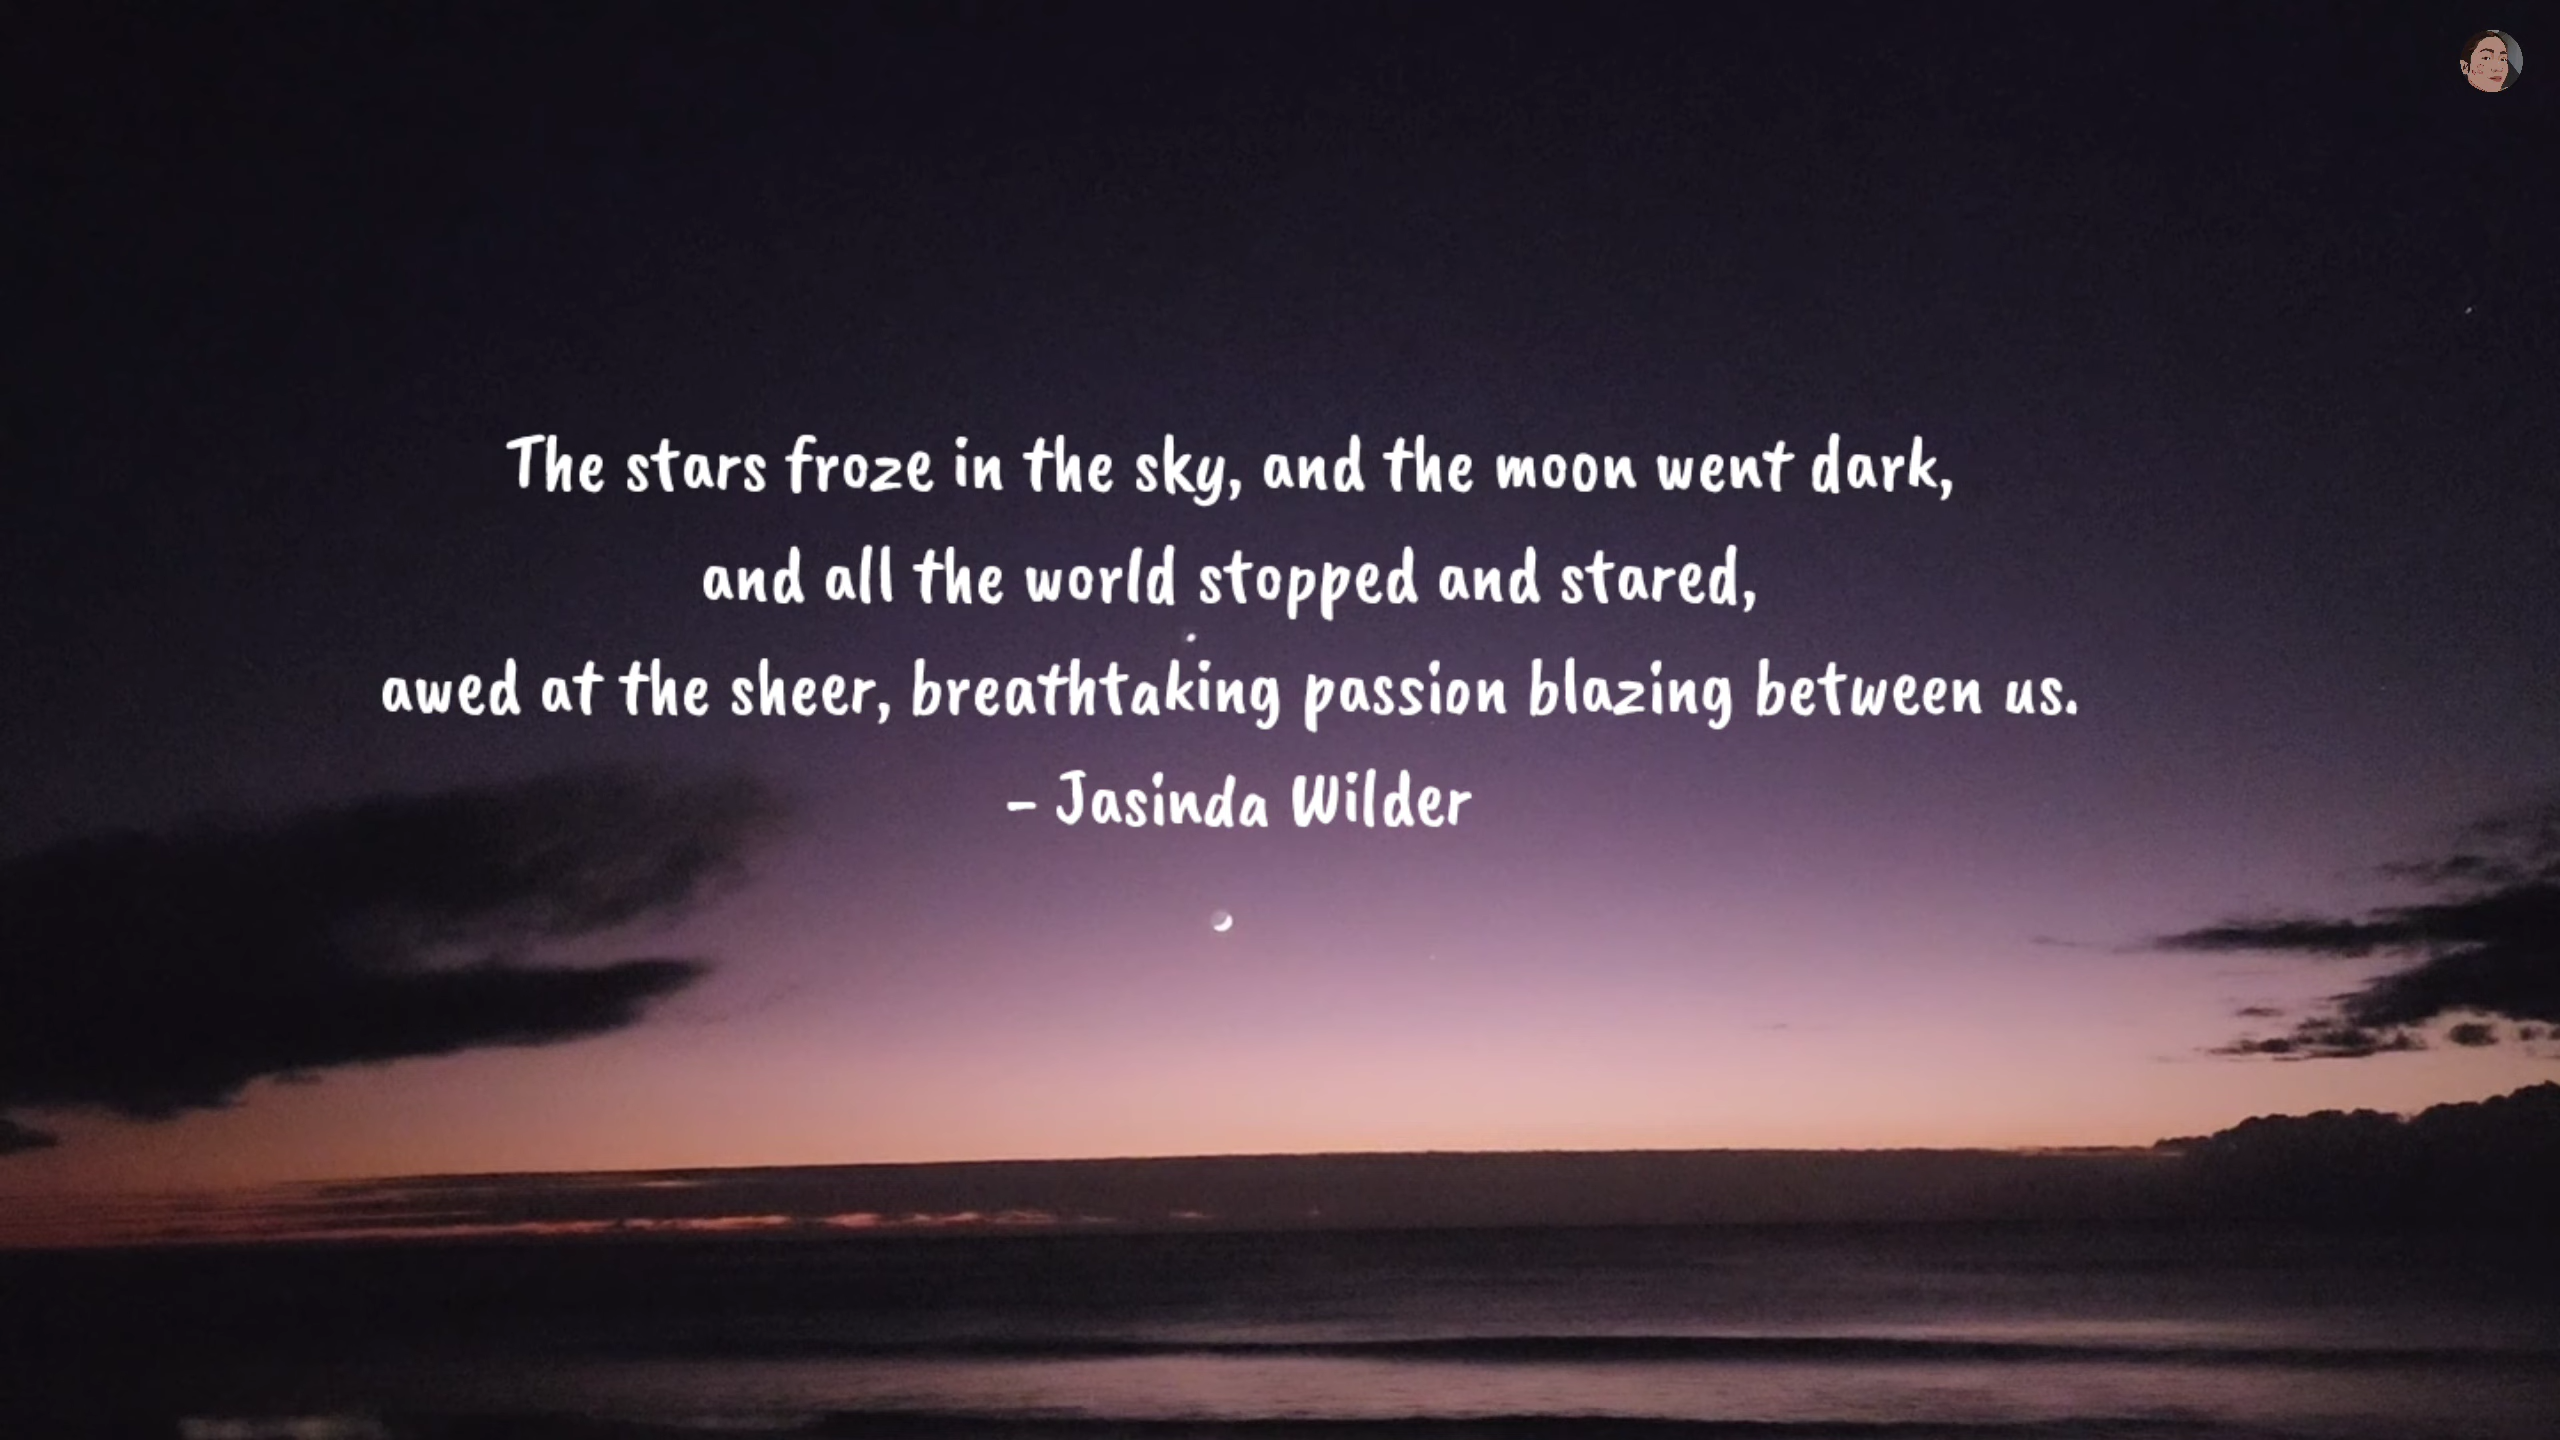 The stars froze in the sky, and the moon went dark,
and all the world stopped and stared,
awed at the sheer, breathtaking passion blazing between us.
- Jasinda Wilder